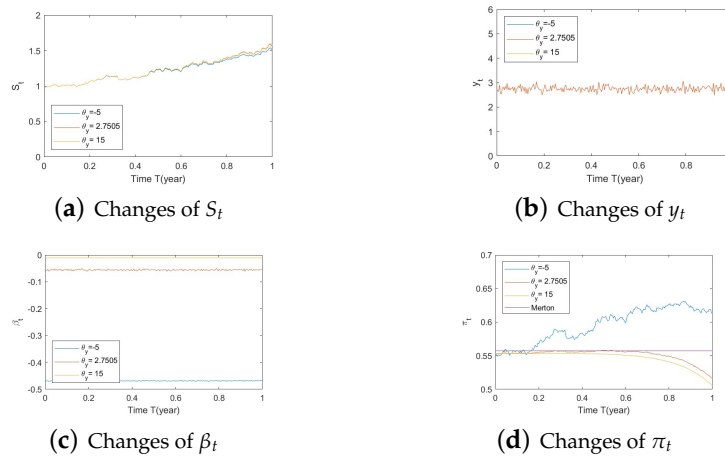 2
1.5
1
0.5
0
S_t
θ_y=-5
θ_y= 2.7505
θ_y = 15
0 0.2 0.4 0.6 0.8 1
Time T(year)
(a) Changes of S_t
6
5
4
3
2
1
0
y_t
θ_y=-5
θ_y= 2.7505
θ_y = 15
0 0.2 0.4 0.6 0.8
Time T(year)
(b) Changes of y_t
0
-0.1
-0.2
-0.3
-0.4
-0.5
β_t
θ_y=-5
θ_y=2.7505
θ_y = 15
0 0.2 0.4 0.6 0.8 1
Time T(year)
(c) Changes of β_t
0.7
0.65
0.6
0.55
0.5
π_t
θ_y=-5
θ_y = 2.7505
θ_y = 15
Merton
0 0.2 0.4 0.6 0.8 1
Time T(year)
(d) Changes of π_t